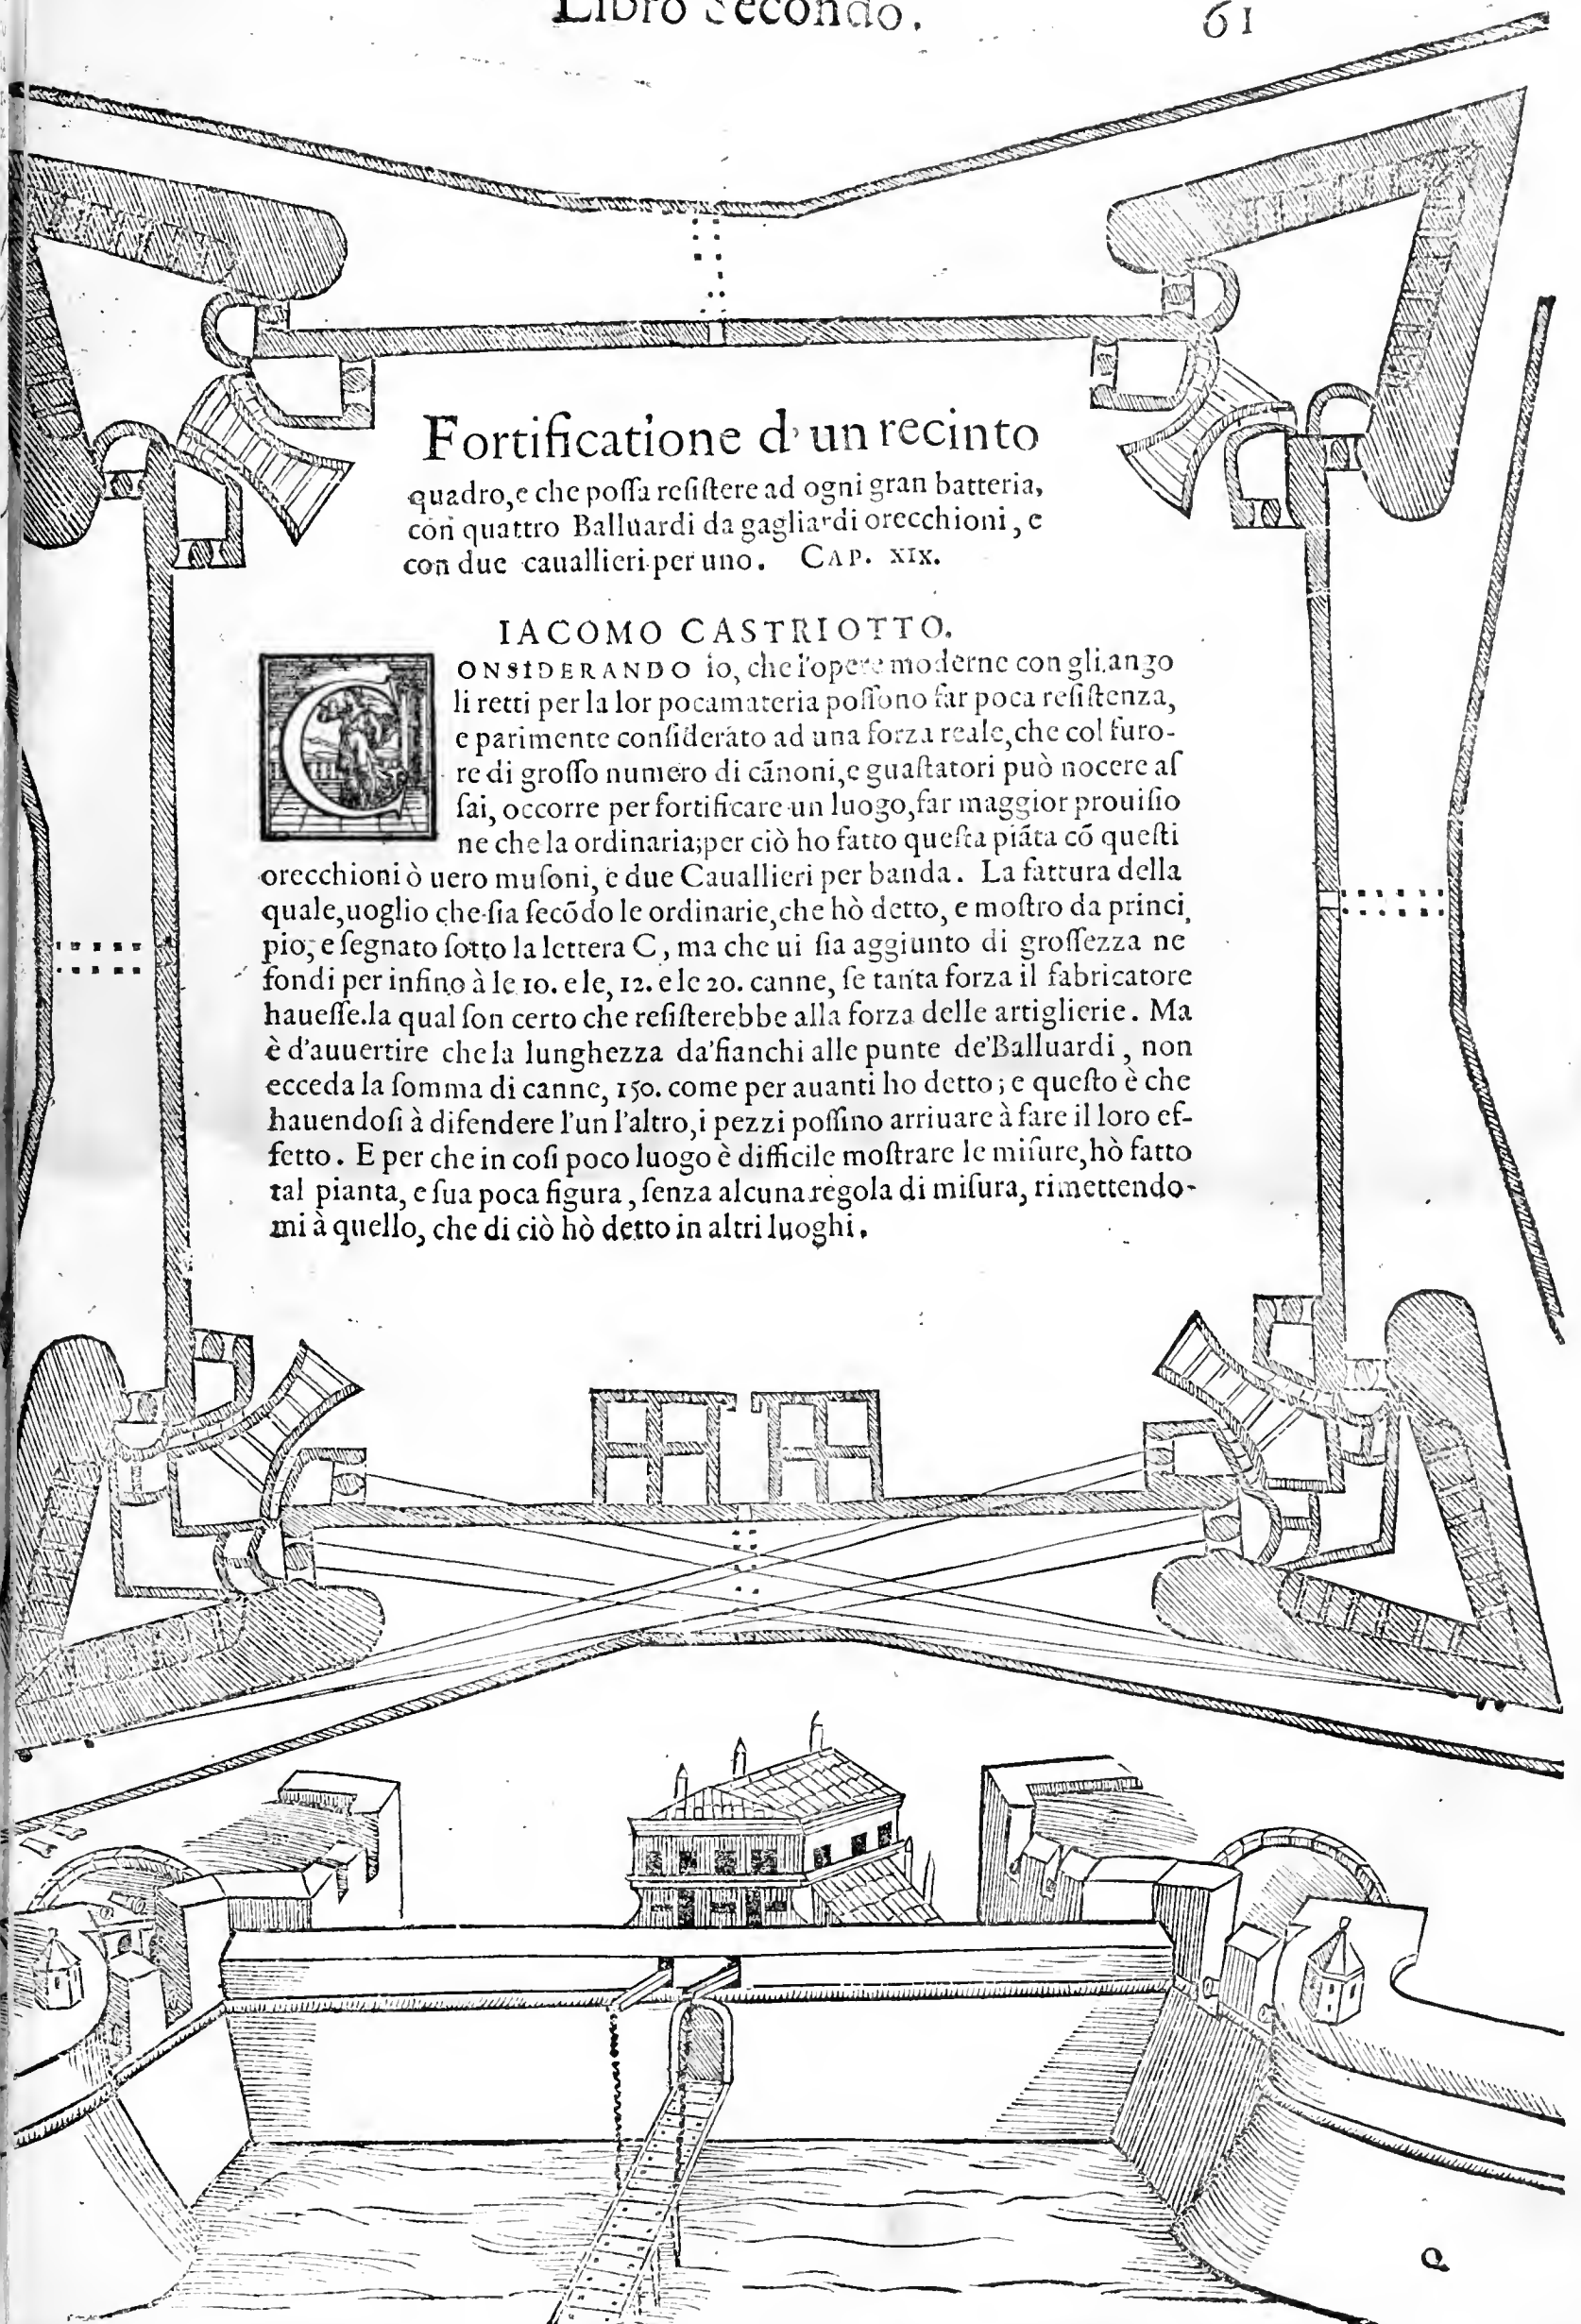 Libro Secondo. 61
Fortificatione d'un recinto
quadro, e che poſſa reſiſtere ad ogni gran batteria,
con quattro Balluardi da gagliardi orecchioni, e
con due cauallieri per uno. CAP. XIX.
IACOMO CASTRIOTTO.
CONSIDERANDO io, che l'opere moderne con gli ango
li retti per la lor poca materia poſſono far poca reſiſtenza,
e parimente conſiderato ad una forza reale, che col furo-
re di groſſo numero di cãnoni, e guaſtatori può nocere aſ
ſai, occorre per fortificare un luogo, far maggior prouiſio
ne che la ordinaria; per ciò ho fatto queſta piãta cõ queſti
orecchioni ò uero muſoni, e due Cauallieri per banda. La fattura della
quale, uoglio che ſia ſecõdo le ordinarie, che hò detto, e moſtro da princi
pio; e ſegnato ſotto la lettera C, ma che ui ſia aggiunto di groſſezza ne
fondi per infino à le 10. e le, 12. e le 20. canne, ſe tanta forza il fabricatore
haueſſe. la qual ſon certo che reſiſterebbe alla forza delle artiglierie. Ma
è d'auuertire che la lunghezza da'fianchi alle punte de'Balluardi, non
ecceda la ſomma di canne, 150. come per auanti ho detto; e queſto è che
hauendoſi à difendere l'un l'altro, i pezzi poſſino arriuare à fare il loro ef-
fetto. E per che in coſi poco luogo è difficile moſtrare le miſure, hò fatto
tal pianta, e ſua poca figura, ſenza alcuna regola di miſura, rimettendo-
mi à quello, che di ciò hò detto in altri luoghi.
Q